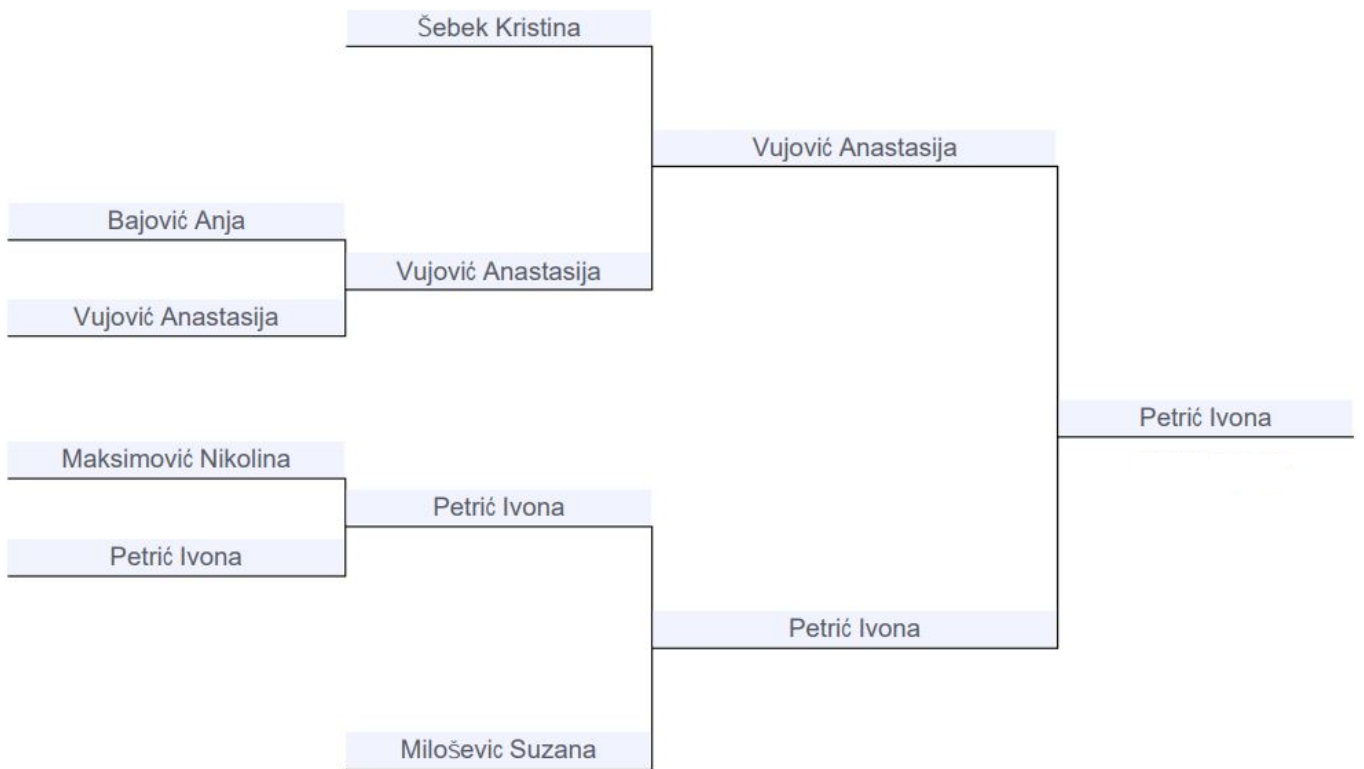 Šebek Kristina
Vujović Anastasija
Bajović Anja
Vujović Anastasija
Vujović Anastasija
Petrić Ivona
Maksimović Nikolina
Petrić Ivona
Petrić Ivona
Petrić Ivona
Miloševic Suzana